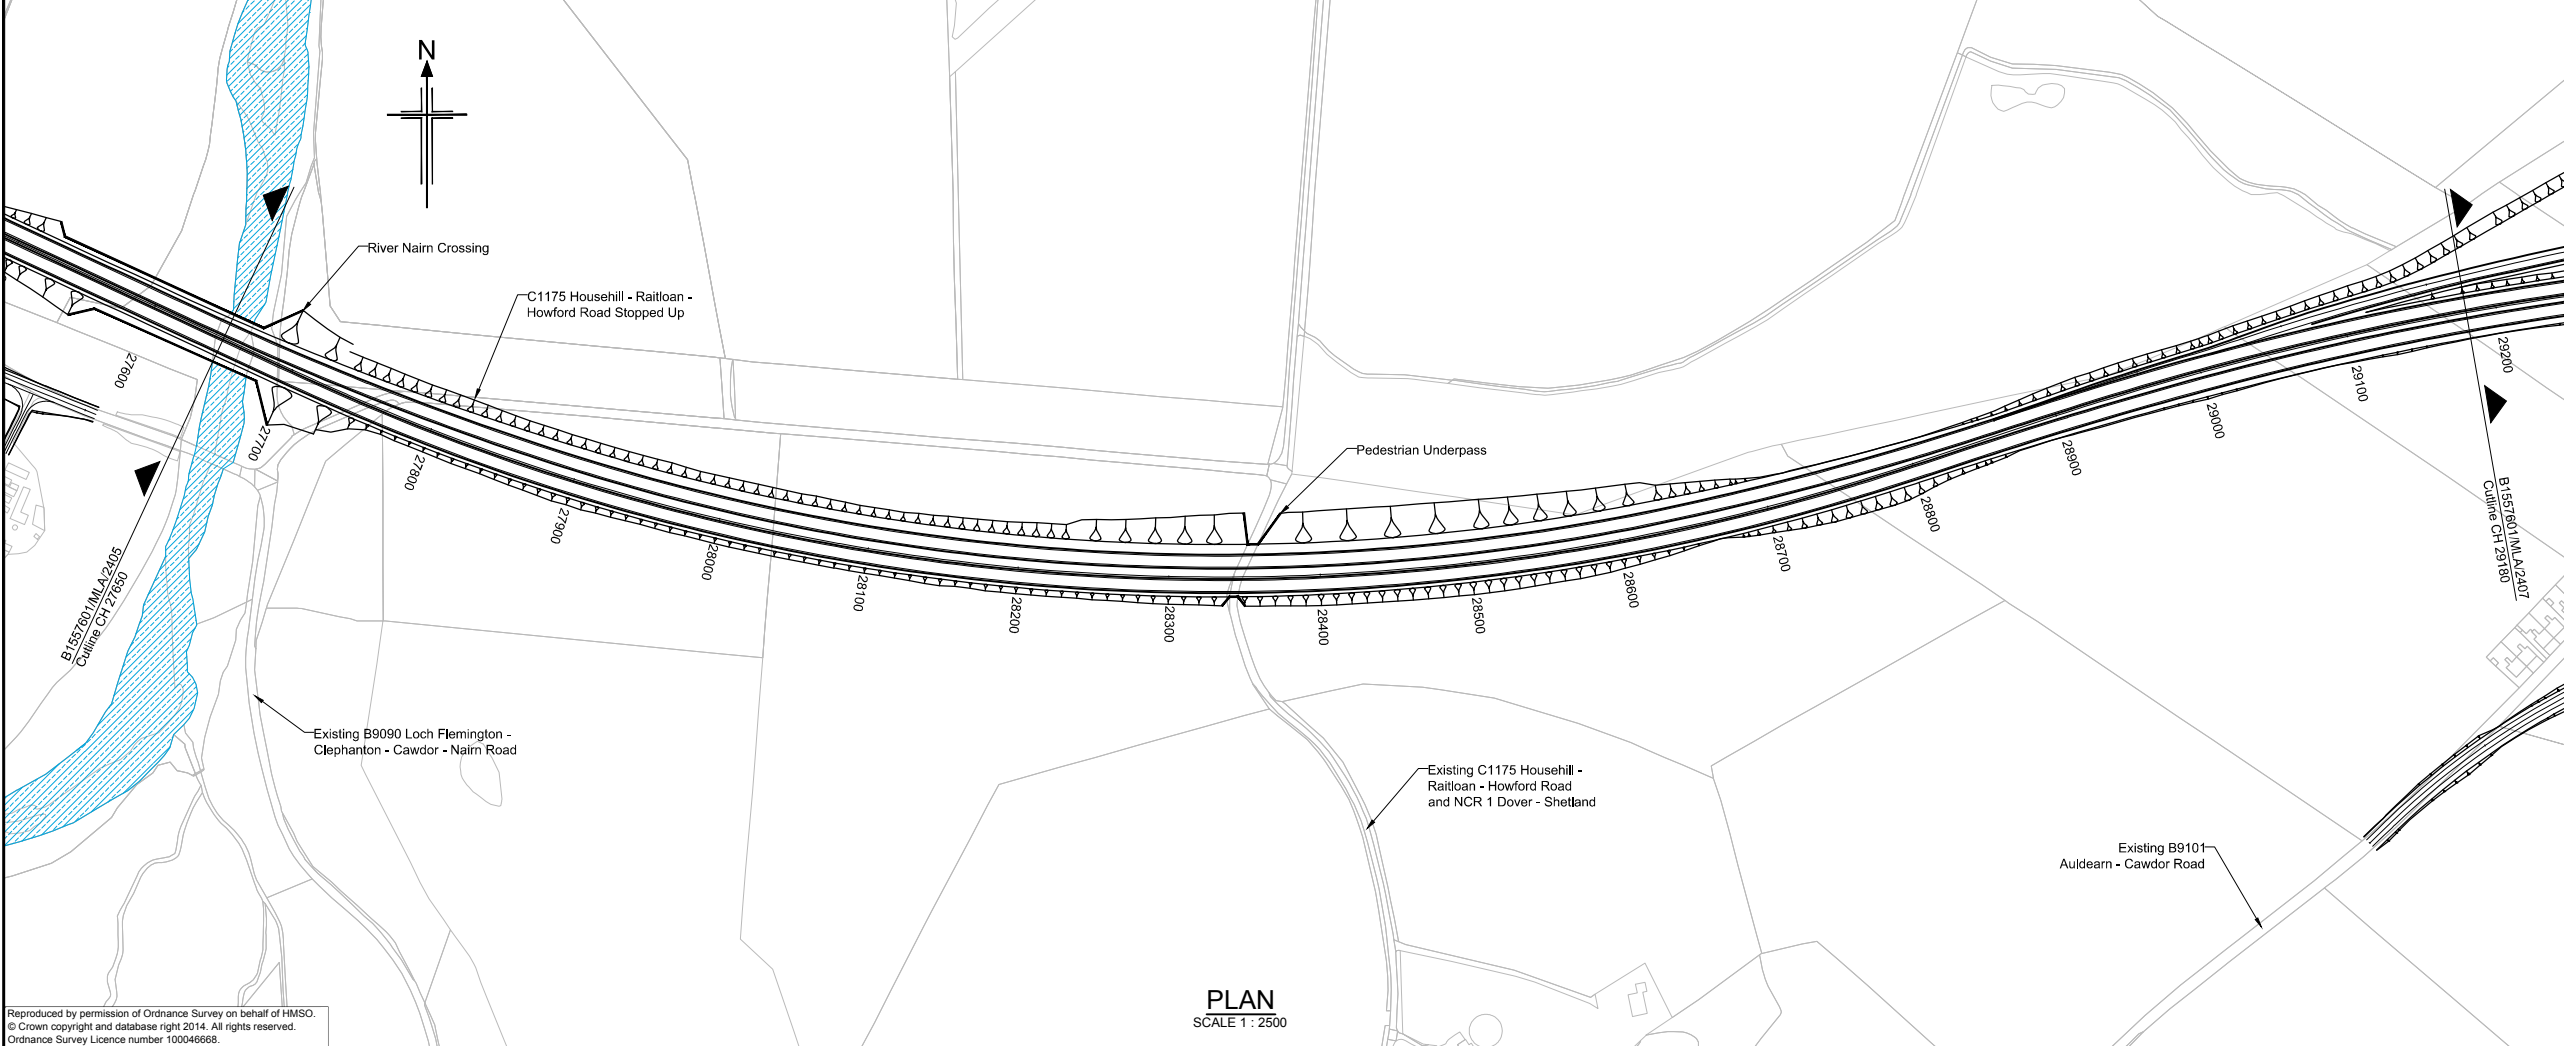 N
River Nairn Crossing
C1175 Househill - Raitloan -
Howford Road Stopped Up
Pedestrian Underpass
27600
27700
27800
27900
28000
28100
28200
28300
28400
28500
28600
28700
28800
28900
29000
29100
29200
B1557601/MLA/2405
Cutline CH 27650
B1557601/MLA/2407
Cutline CH 29180
Existing B9090 Loch Flemington -
Clephanton - Cawdor - Nairn Road
Existing C1175 Househill -
Raitloan - Howford Road
and NCR 1 Dover - Shetland
Existing B9101
Auldearn - Cawdor Road
PLAN
SCALE 1 : 2500
Reproduced by permission of Ordnance Survey on behalf of HMSO.
© Crown copyright and database right 2014. All rights reserved.
Ordnance Survey Licence number 100046668.